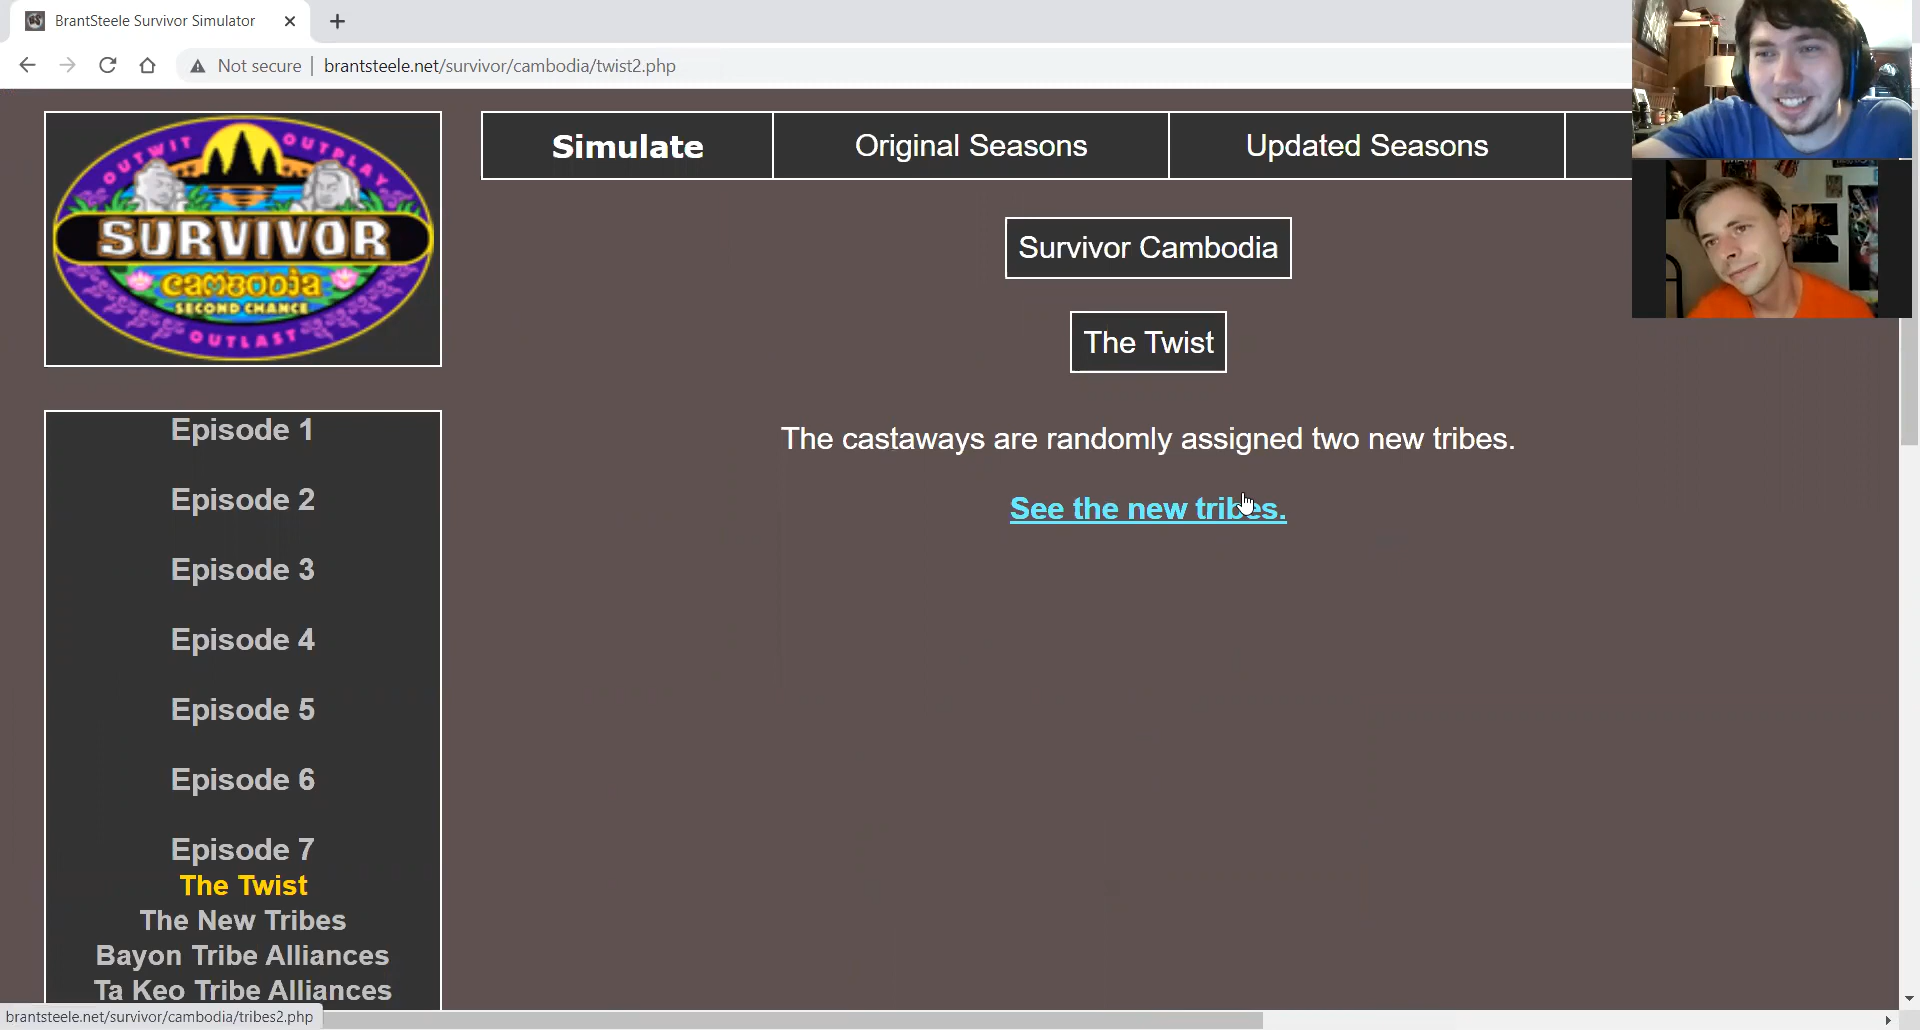 BrantSteele Survivor Simulator
Not secure | brantsteele.net/survivor/cambodia/twist2.php
OUTWIT OUTPLAY
SURVIVOR
CAMBODIA
SECOND CHANCE
OUTLAST
Simulate
Original Seasons
Updated Seasons
Survivor Cambodia
The Twist
The castaways are randomly assigned two new tribes.
See the new tribes.
Episode 1
Episode 2
Episode 3
Episode 4
Episode 5
Episode 6
Episode 7
The Twist
The New Tribes
Bayon Tribe Alliances
Ta Keo Tribe Alliances
brantsteele.net/survivor/cambodia/tribes2.php